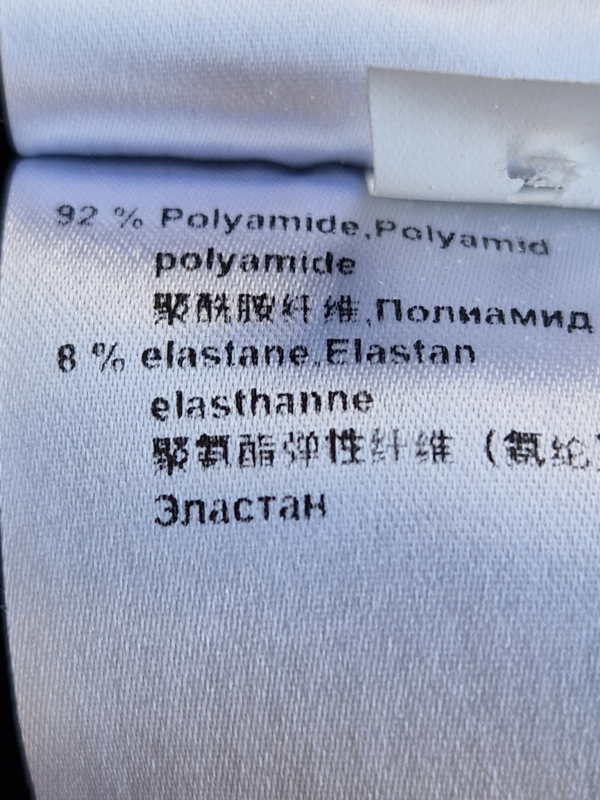 92 % Polyamide,Polyamid
polyamide
聚酰胺纤维,Полиамид
8 % elastane,Elastan
elasthanne
聚氨酯弹性纤维 (氨纶)
Эластан